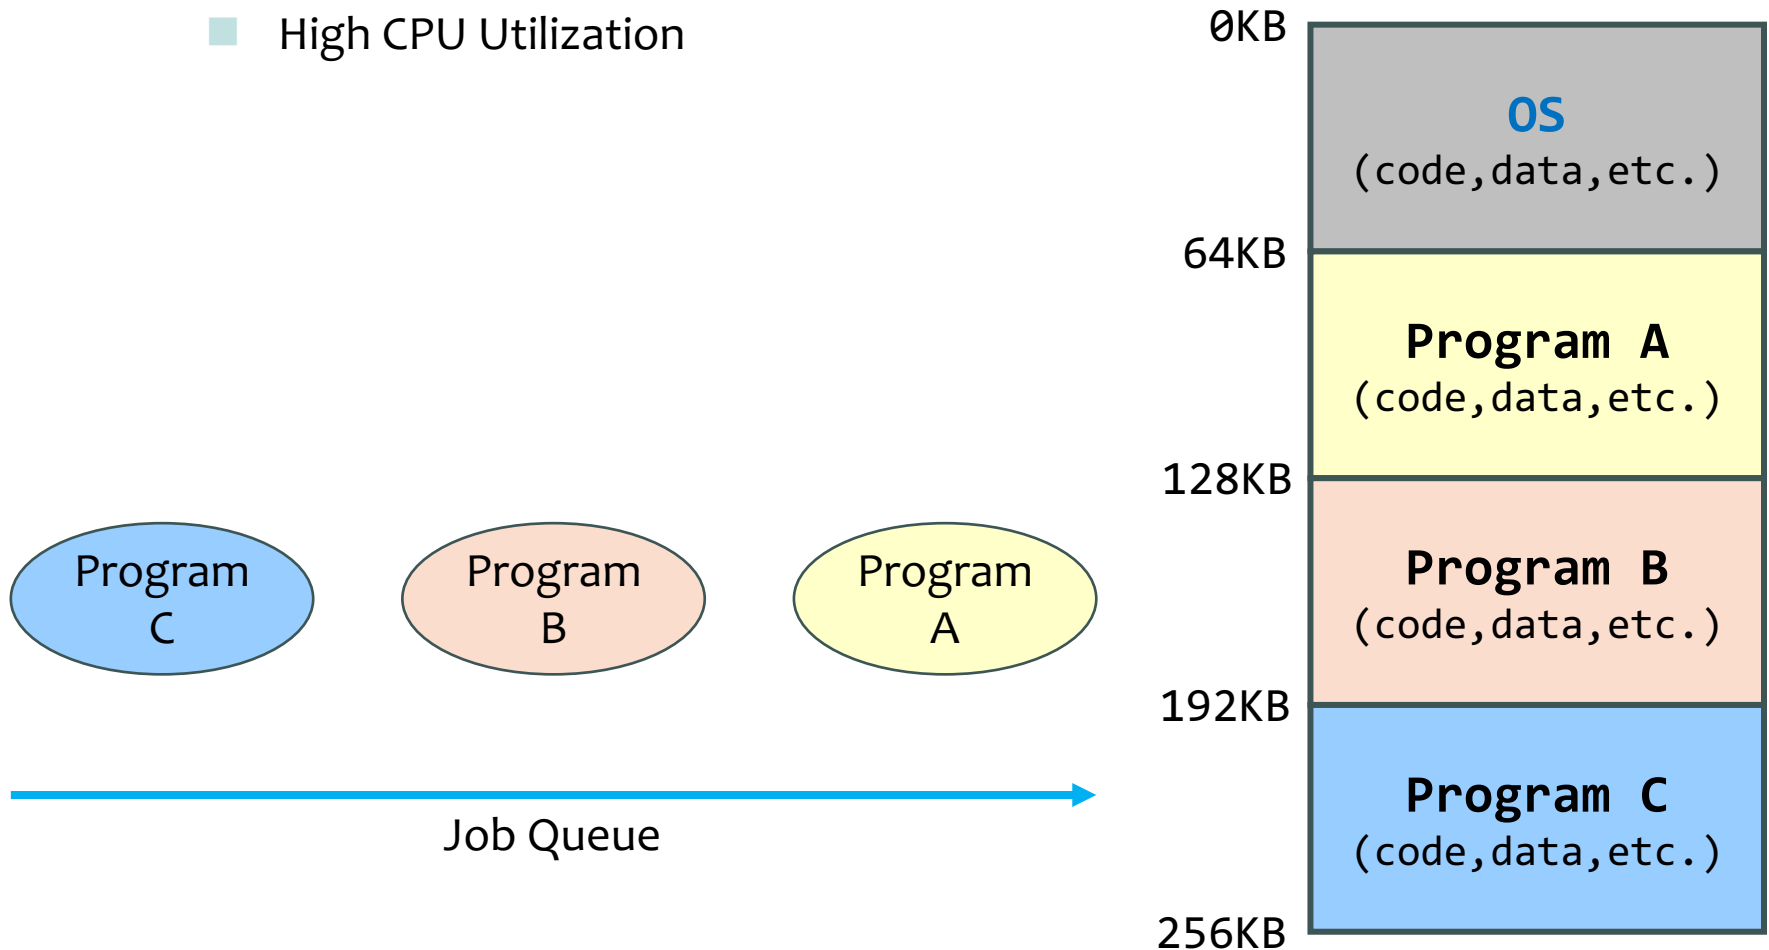 High CPU Utilization
0KB
OS
(code,data,etc.)
64KB
Program A
(code,data,etc.)
128KB
Program B
(code,data,etc.)
192KB
Program C
(code,data,etc.)
256KB
Program
C
Program
B
Program
A
Job Queue